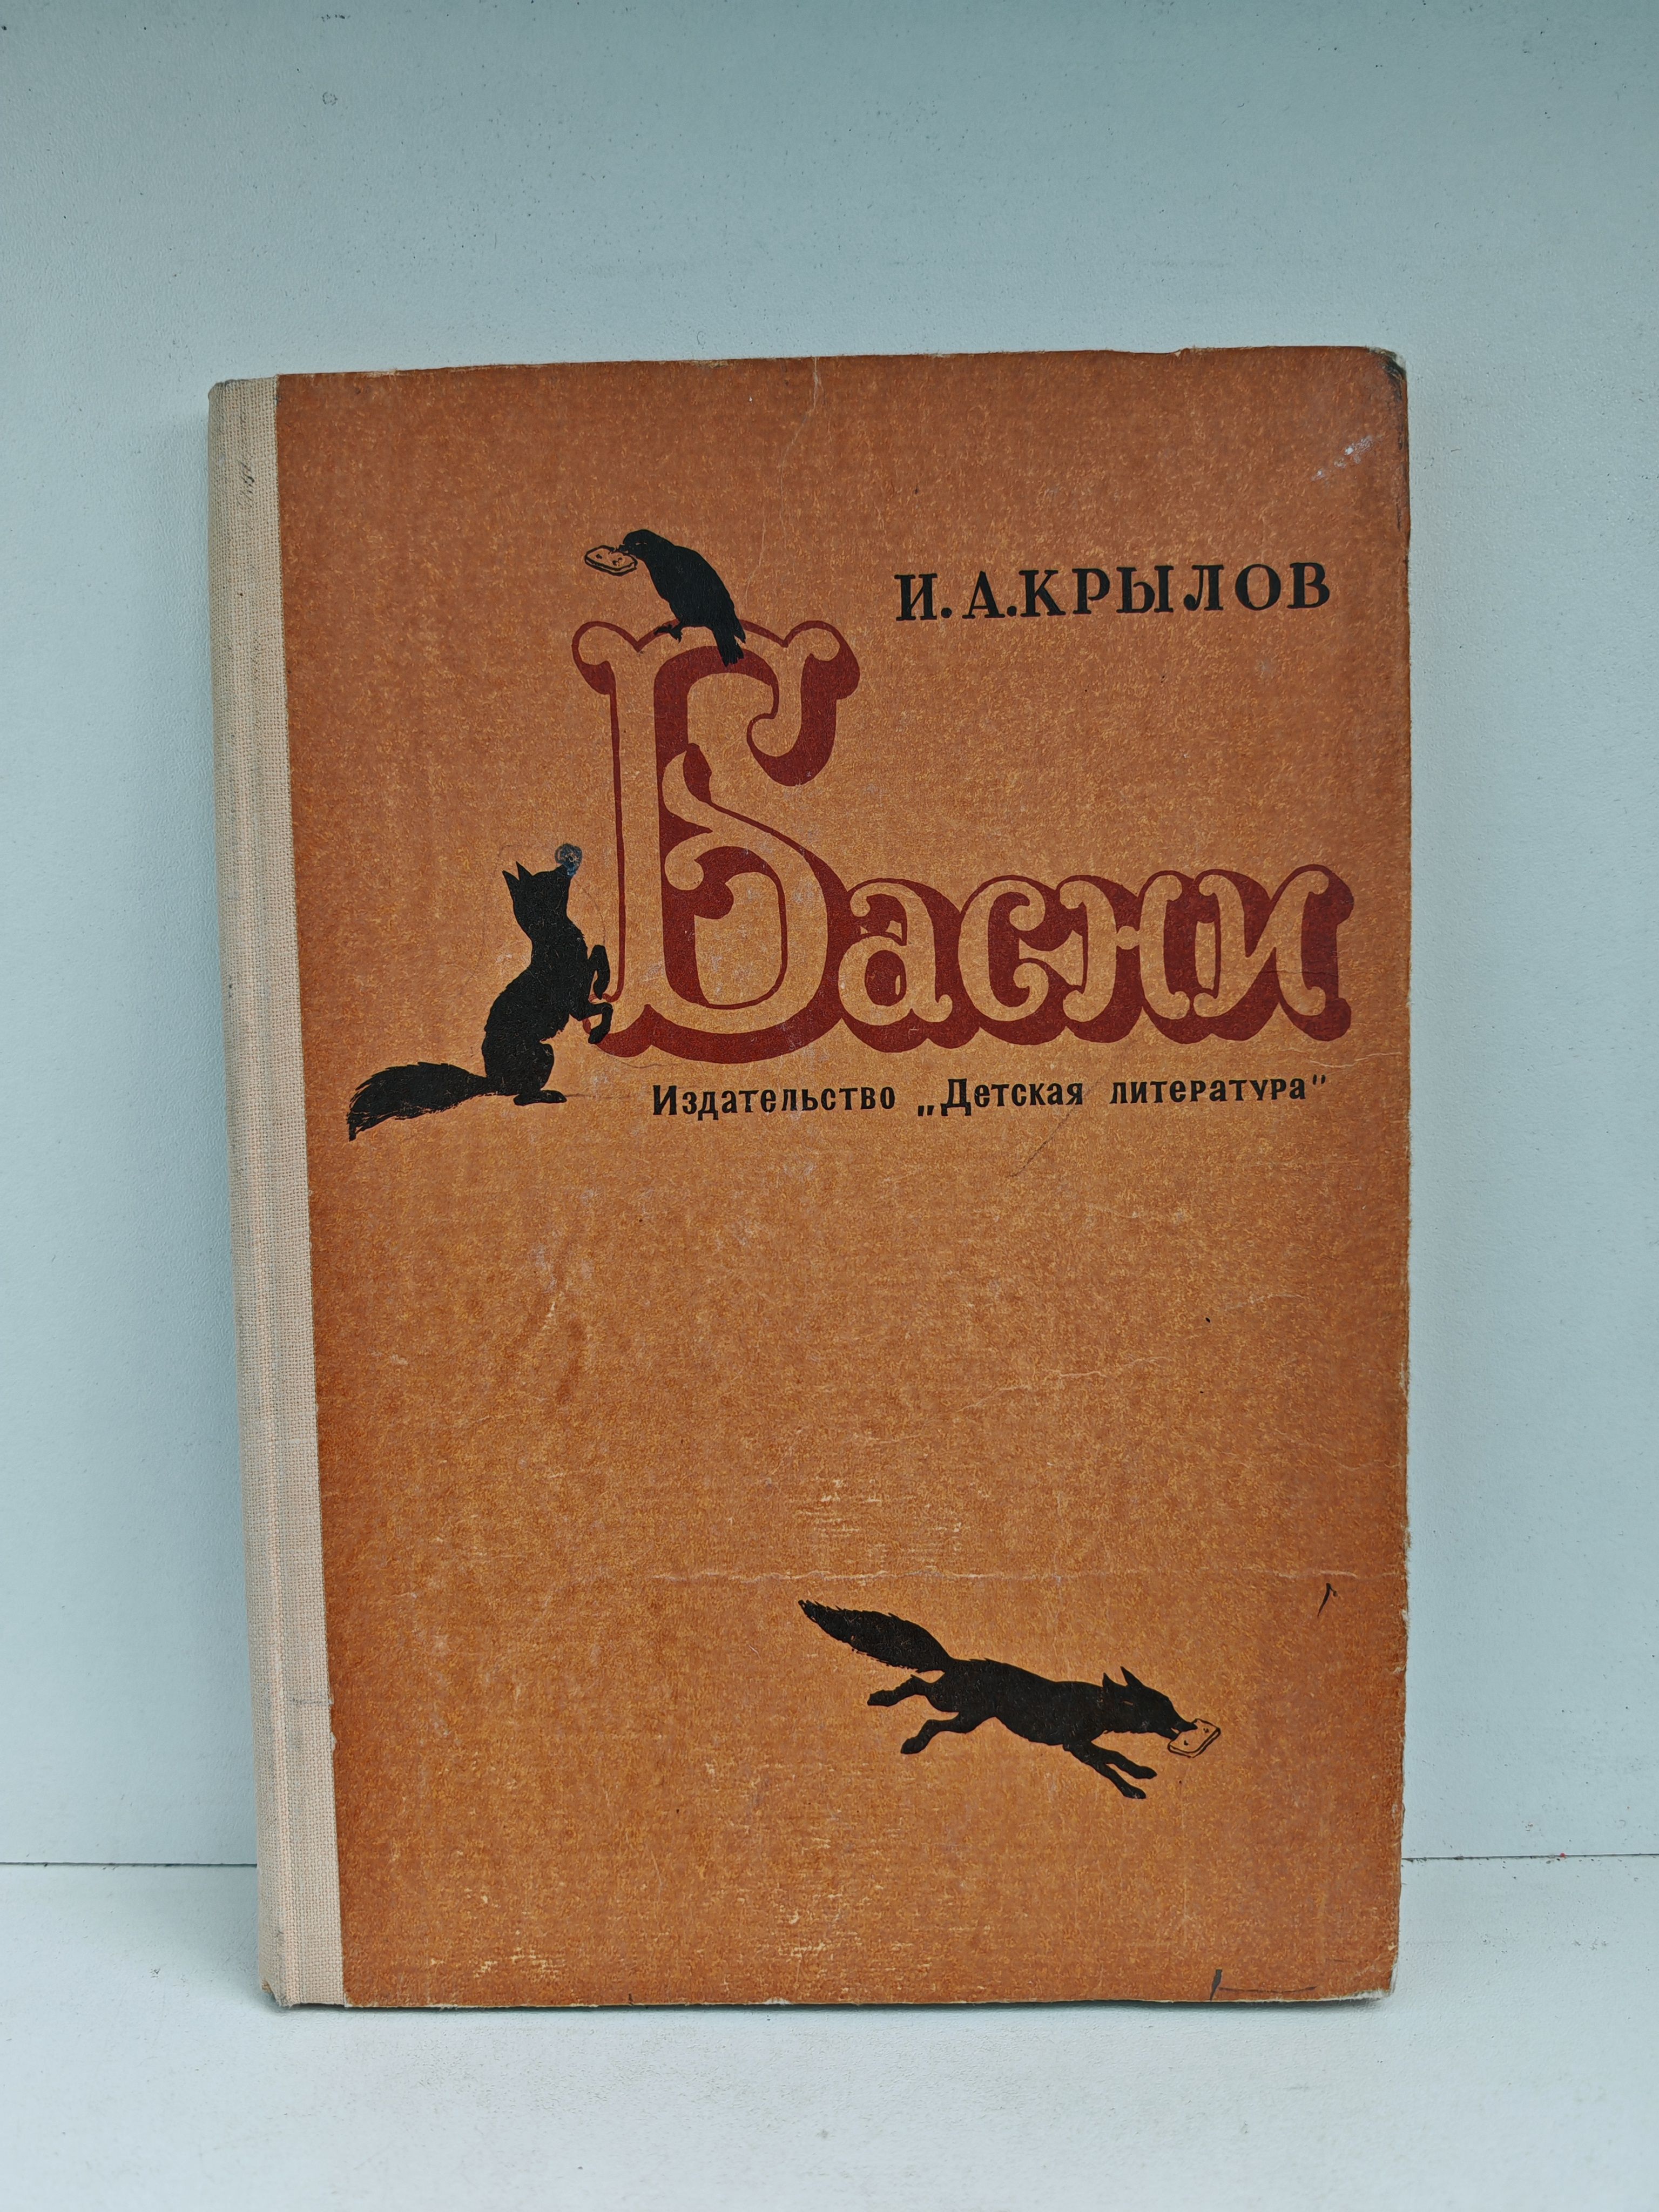 И. А. КРЫЛОВ
Басни
Издательство „Детская литература"